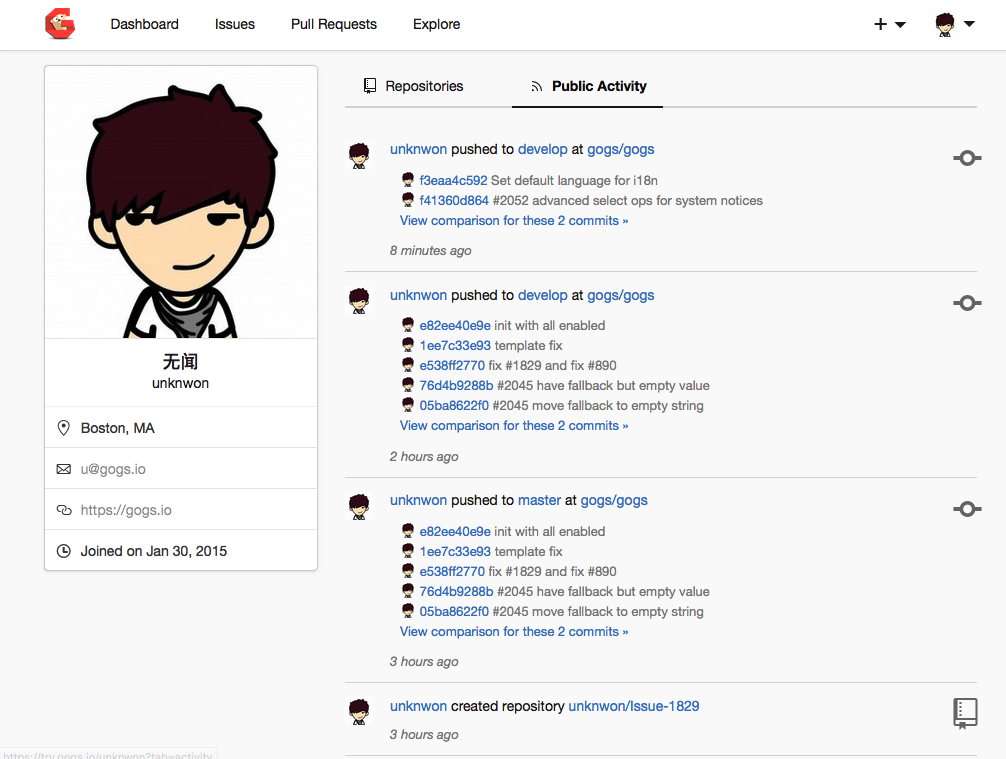 Dashboard Issues Pull Requests Explore
无闻
unknwon
Boston, MA
u@gogs.io
https://gogs.io
Joined on Jan 30, 2015
Repositories Public Activity
unknwon pushed to develop at gogs/gogs
f3eaa4c592 Set default language for i18n
f41360d864 #2052 advanced select ops for system notices
View comparison for these 2 commits »
8 minutes ago
unknwon pushed to develop at gogs/gogs
e82ee40e9e init with all enabled
1ee7c33e93 template fix
e538ff2770 fix #1829 and fix #890
76d4b9288b #2045 have fallback but empty value
05ba8622f0 #2045 move fallback to empty string
View comparison for these 2 commits »
2 hours ago
unknwon pushed to master at gogs/gogs
e82ee40e9e init with all enabled
1ee7c33e93 template fix
e538ff2770 fix #1829 and fix #890
76d4b9288b #2045 have fallback but empty value
05ba8622f0 #2045 move fallback to empty string
View comparison for these 2 commits »
3 hours ago
unknwon created repository unknwon/Issue-1829
3 hours ago
https://try.gogs.io/unknwon?tab=activity